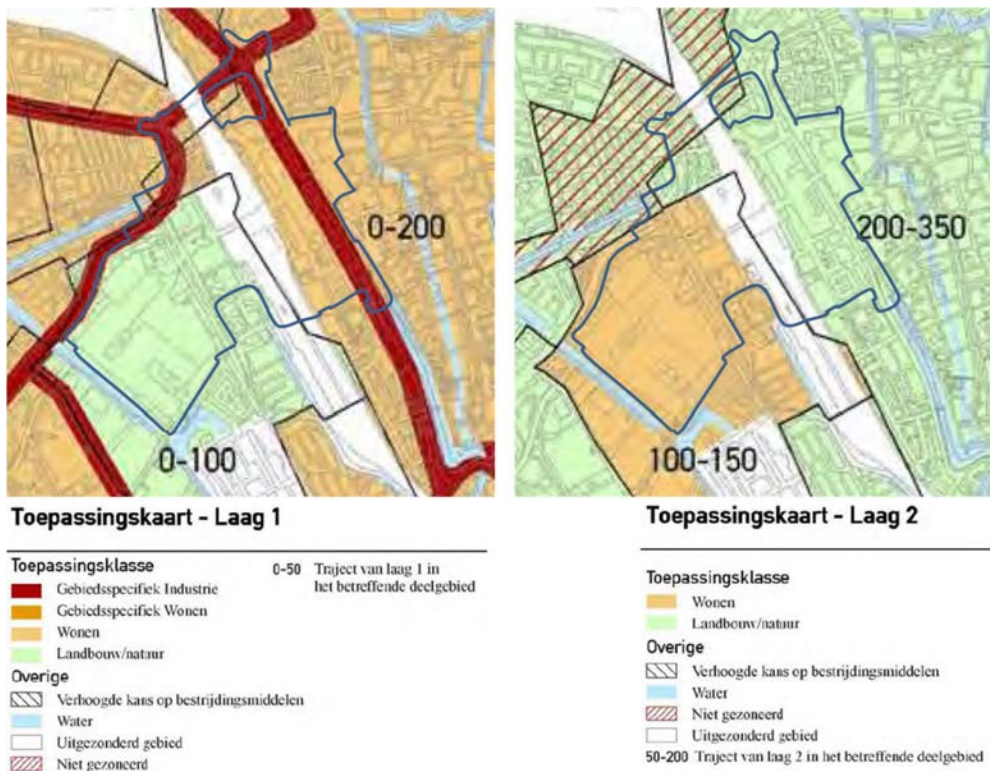 0-200
0-100
200-350
100-150
Toepassingskaart - Laag 1
Toepassingsklasse
Gebiedsspecifiek Industrie
Gebiedsspecifiek Wonen
Wonen
Landbouw/natuur
Overige
Verhoogde kans op bestrijdingsmiddelen
Water
Uitgezonderd gebied
Niet gezoneerd
0-50 Traject van laag 1 in
het betreffende deelgebied
Toepassingskaart - Laag 2
Toepassingsklasse
Wonen
Landbouw/natuur
Overige
Verhoogde kans op bestrijdingsmiddelen
Water
Niet gezoneerd
Uitgezonderd gebied
50-200 Traject van laag 2 in het betreffende deelgebied